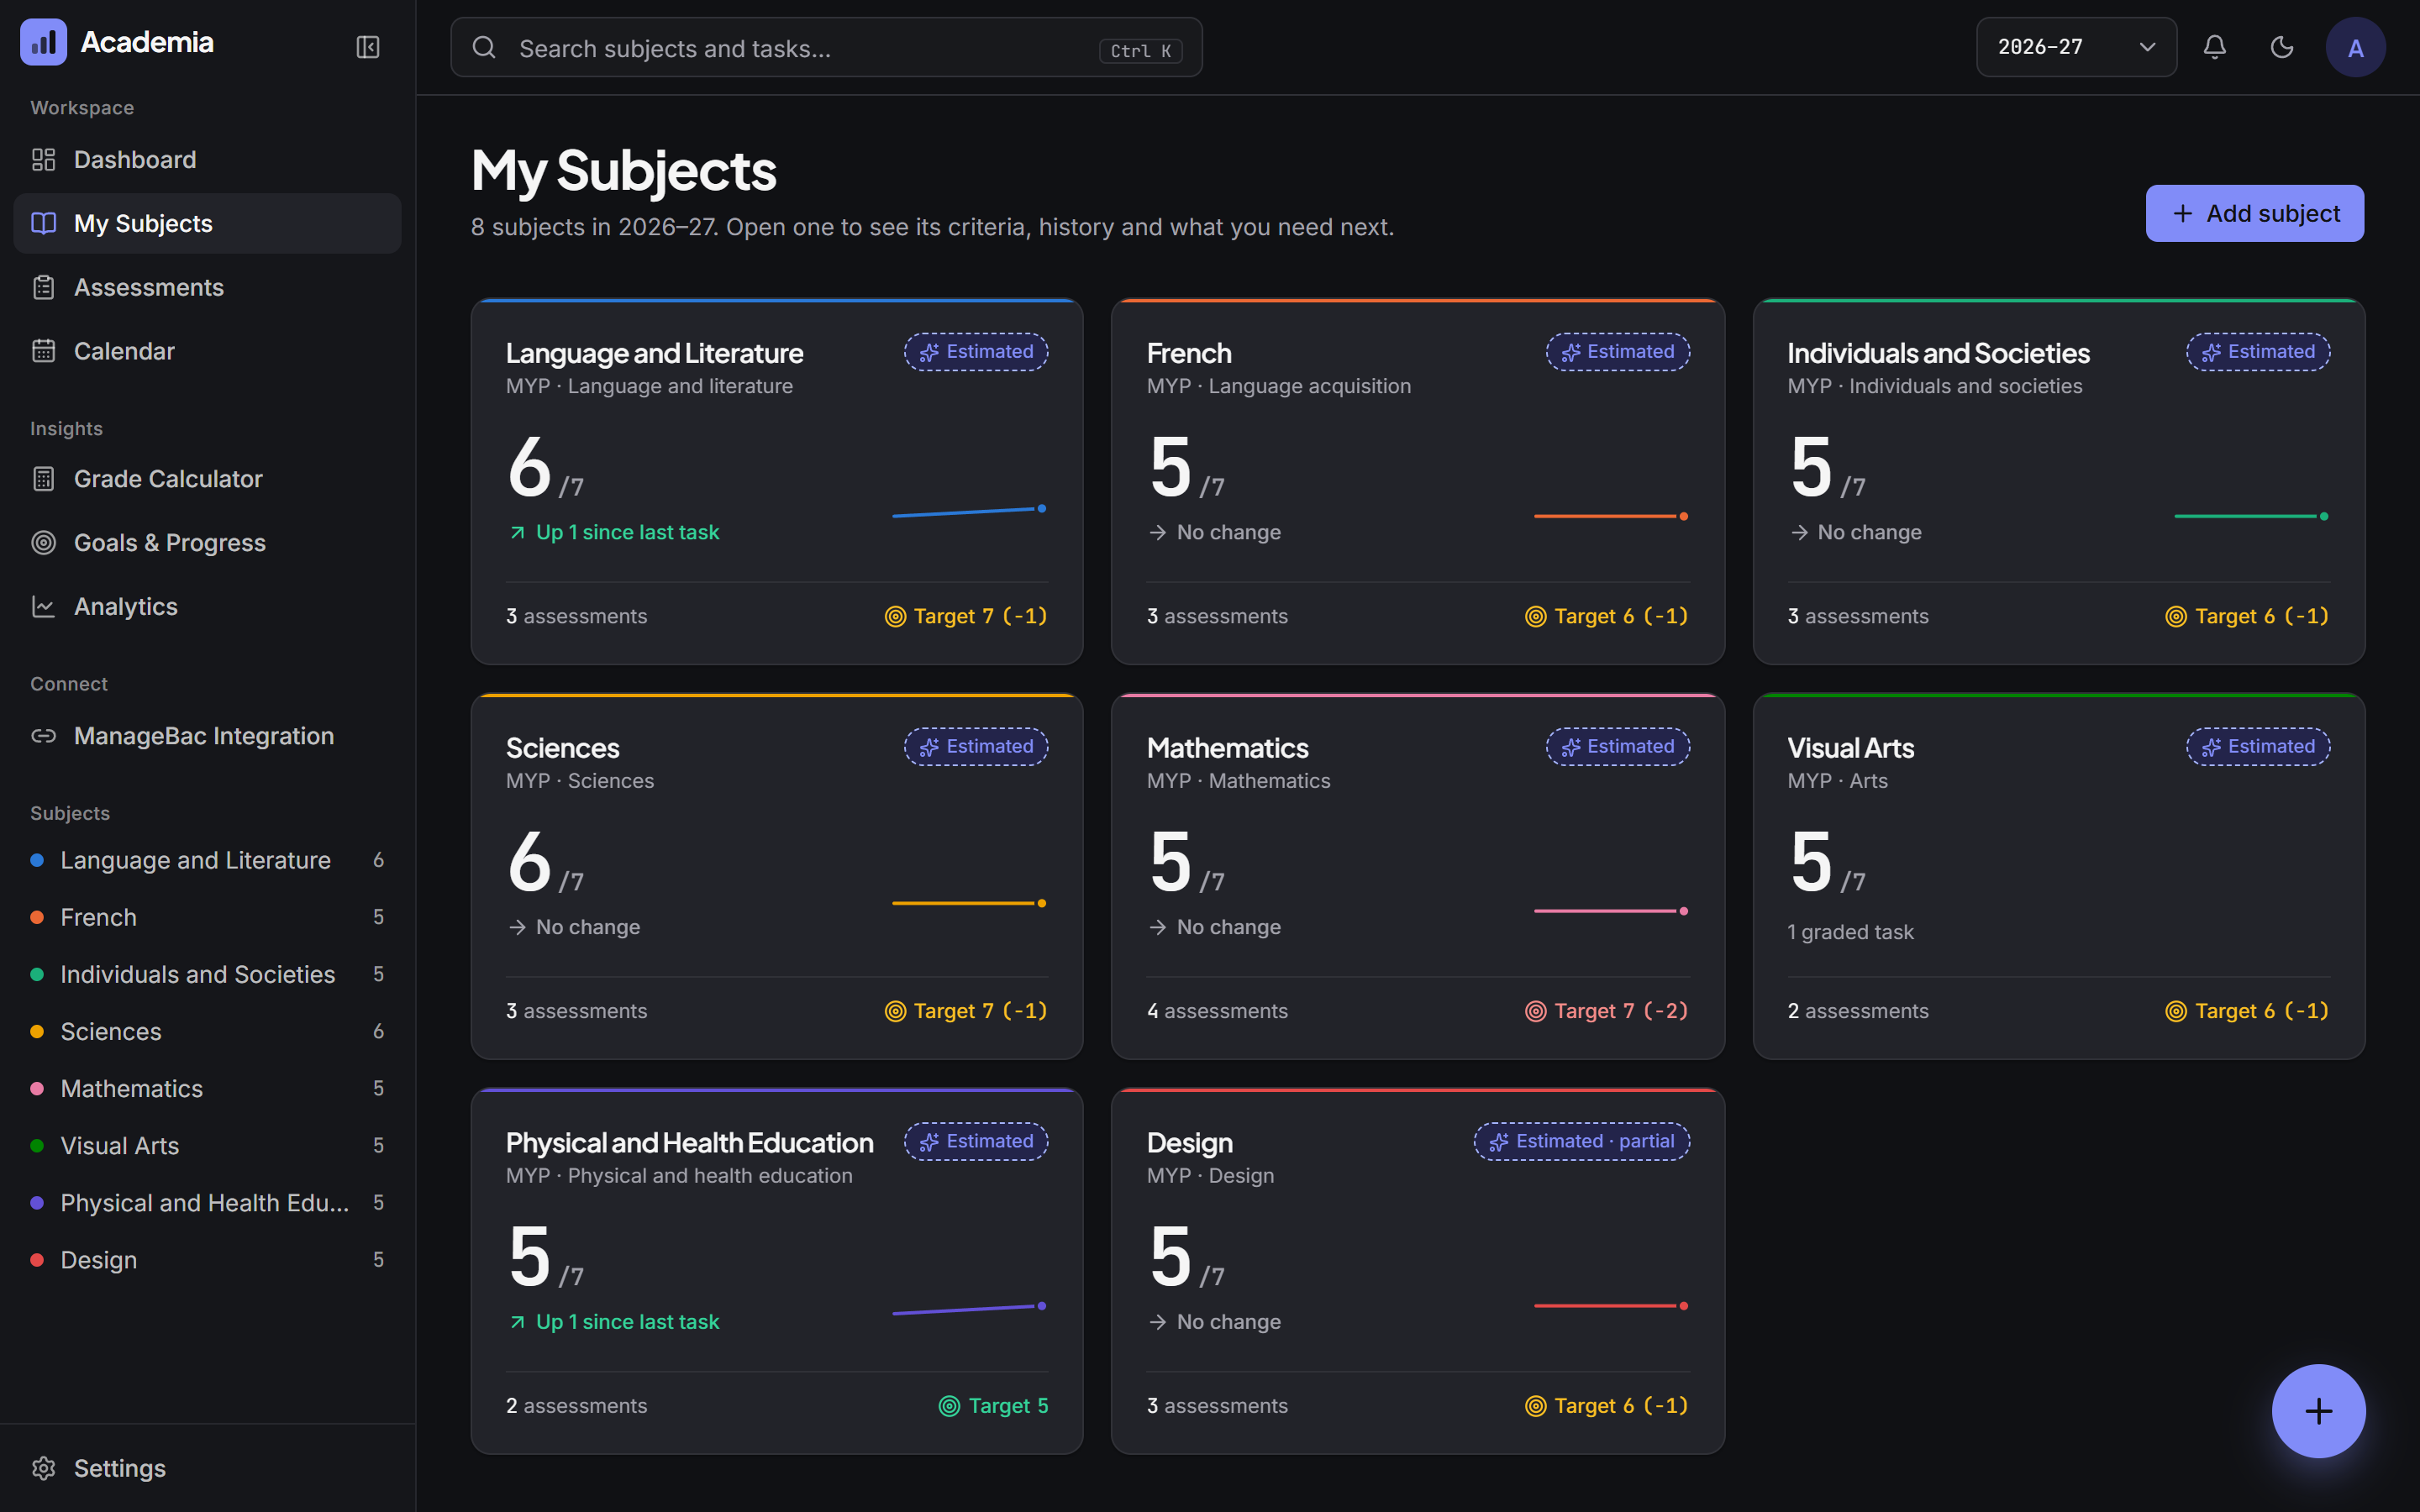 Academia
Workspace
Dashboard
My Subjects
Assessments
Calendar
Insights
Grade Calculator
Goals & Progress
Analytics
Connect
ManageBac Integration
Subjects
Language and Literature 6
French 5
Individuals and Societies 5
Sciences 6
Mathematics 5
Visual Arts 5
Physical and Health Edu... 5
Design 5
Settings
Search subjects and tasks... Ctrl K
2026–27
A
My Subjects
8 subjects in 2026–27. Open one to see its criteria, history and what you need next.
+ Add subject
Language and Literature Estimated
MYP · Language and literature
6 /7
Up 1 since last task
3 assessments Target 7 (-1)
French Estimated
MYP · Language acquisition
5 /7
→ No change
3 assessments Target 6 (-1)
Individuals and Societies Estimated
MYP · Individuals and societies
5 /7
→ No change
3 assessments Target 6 (-1)
Sciences Estimated
MYP · Sciences
6 /7
→ No change
3 assessments Target 7 (-1)
Mathematics Estimated
MYP · Mathematics
5 /7
→ No change
4 assessments Target 7 (-2)
Visual Arts Estimated
MYP · Arts
5 /7
1 graded task
2 assessments Target 6 (-1)
Physical and Health Education Estimated
MYP · Physical and health education
5 /7
Up 1 since last task
2 assessments Target 5
Design Estimated · partial
MYP · Design
5 /7
→ No change
3 assessments Target 6 (-1)